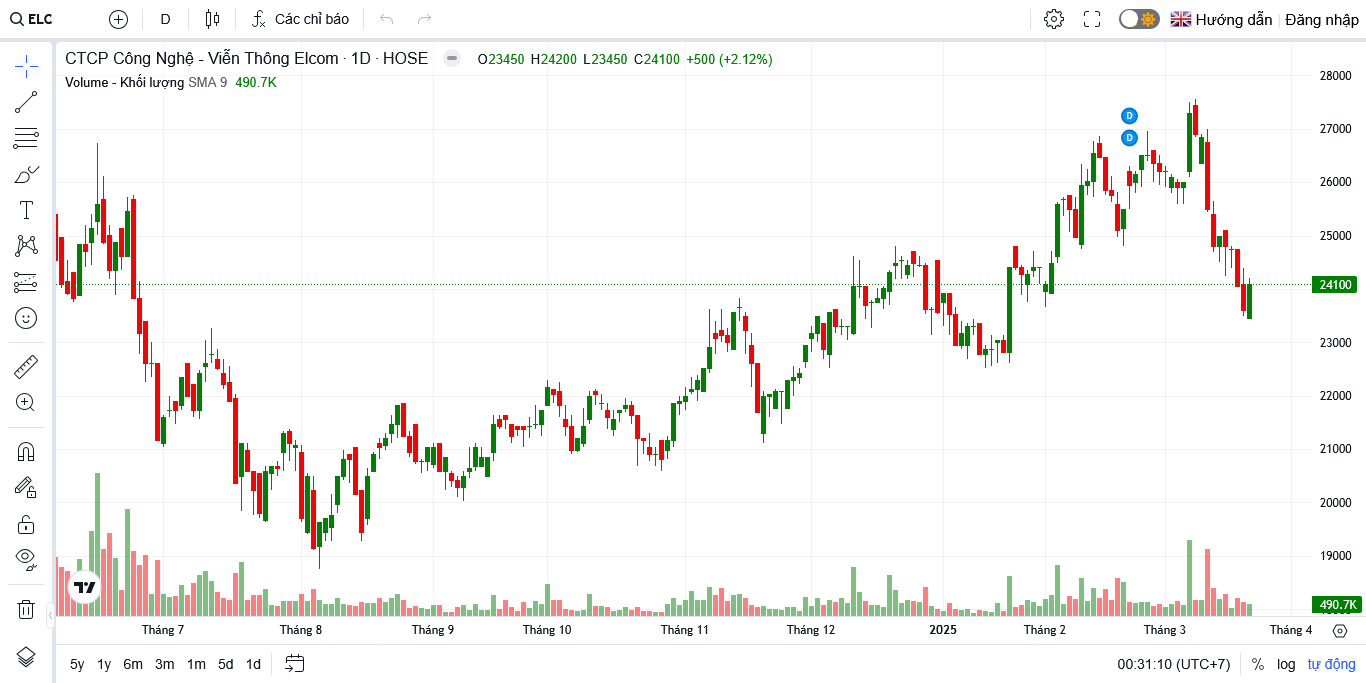 ELC D Các chỉ báo Hướng dẫn Đăng nhập
CTCP Công Nghệ - Viễn Thông Elcom · 1D · HOSE O23450 H24200 L23450 C24100 +500 (+2.12%)
Volume - Khối lượng SMA 9 490.7K
28000
D
27000
D
26000
25000
24100
23000
22000
21000
20000
19000
490.7K
Tháng 7 Tháng 8 Tháng 9 Tháng 10 Tháng 11 Tháng 12 2025 Tháng 2 Tháng 3 Tháng 4
5y 1y 6m 3m 1m 5d 1d 00:31:10 (UTC+7) % log tự động